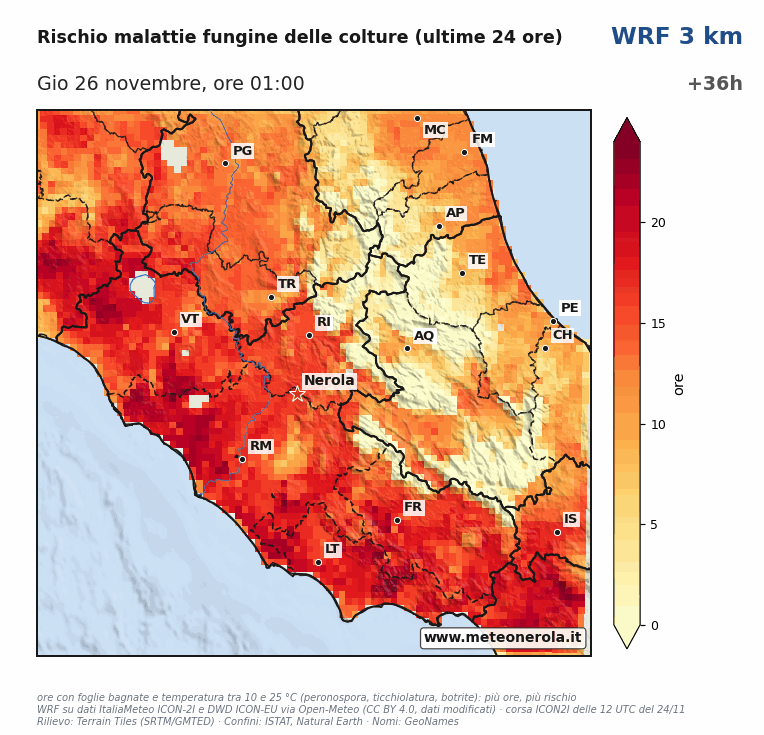 Rischio malattie fungine delle colture (ultime 24 ore)
WRF 3 km
Gio 26 novembre, ore 01:00
+36h
MC
FM
PG
AP
TE
TR
PE
VT
RI
AQ
CH
Nerola
RM
FR
IS
LT
www.meteonerola.it
20
15
10
5
0
ore
ore con foglie bagnate e temperatura tra 10 e 25 °C (peronospora, ticchiolatura, botrite): più ore, più rischio
WRF su dati ItaliaMeteo ICON-2I e DWD ICON-EU via Open-Meteo (CC BY 4.0, dati modificati) · corsa ICON2I delle 12 UTC del 24/11
Rilievo: Terrain Tiles (SRTM/GMTED) · Confini: ISTAT, Natural Earth · Nomi: GeoNames